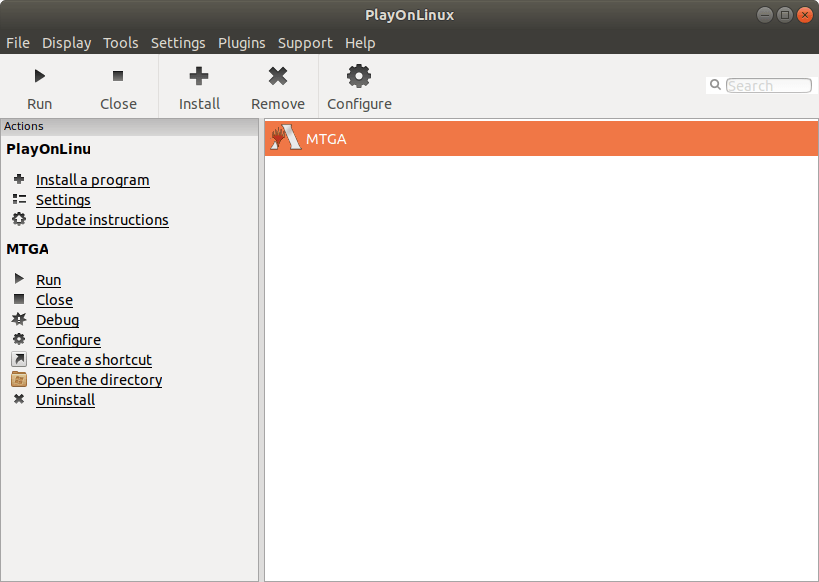 PlayOnLinux
File Display Tools Settings Plugins Support Help
Run Close Install Remove Configure
Search
Actions
PlayOnLinu
Install a program
Settings
Update instructions
MTGA
Run
Close
Debug
Configure
Create a shortcut
Open the directory
Uninstall
MTGA